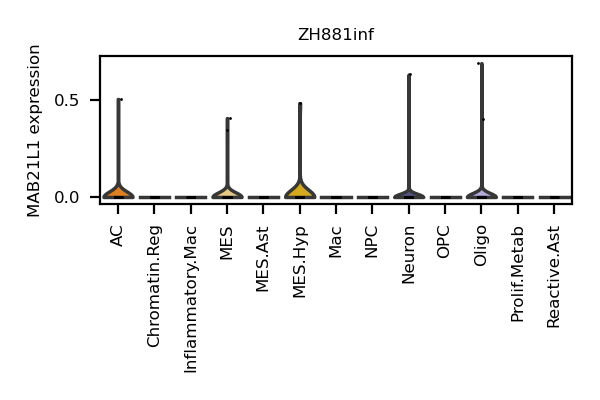 ZH881inf
MAB21L1 expression
0.5
0.0
AC
Chromatin.Reg
Inflammatory.Mac
MES
MES.Ast
MES.Hyp
Mac
NPC
Neuron
OPC
Oligo
Prolif.Metab
Reactive.Ast